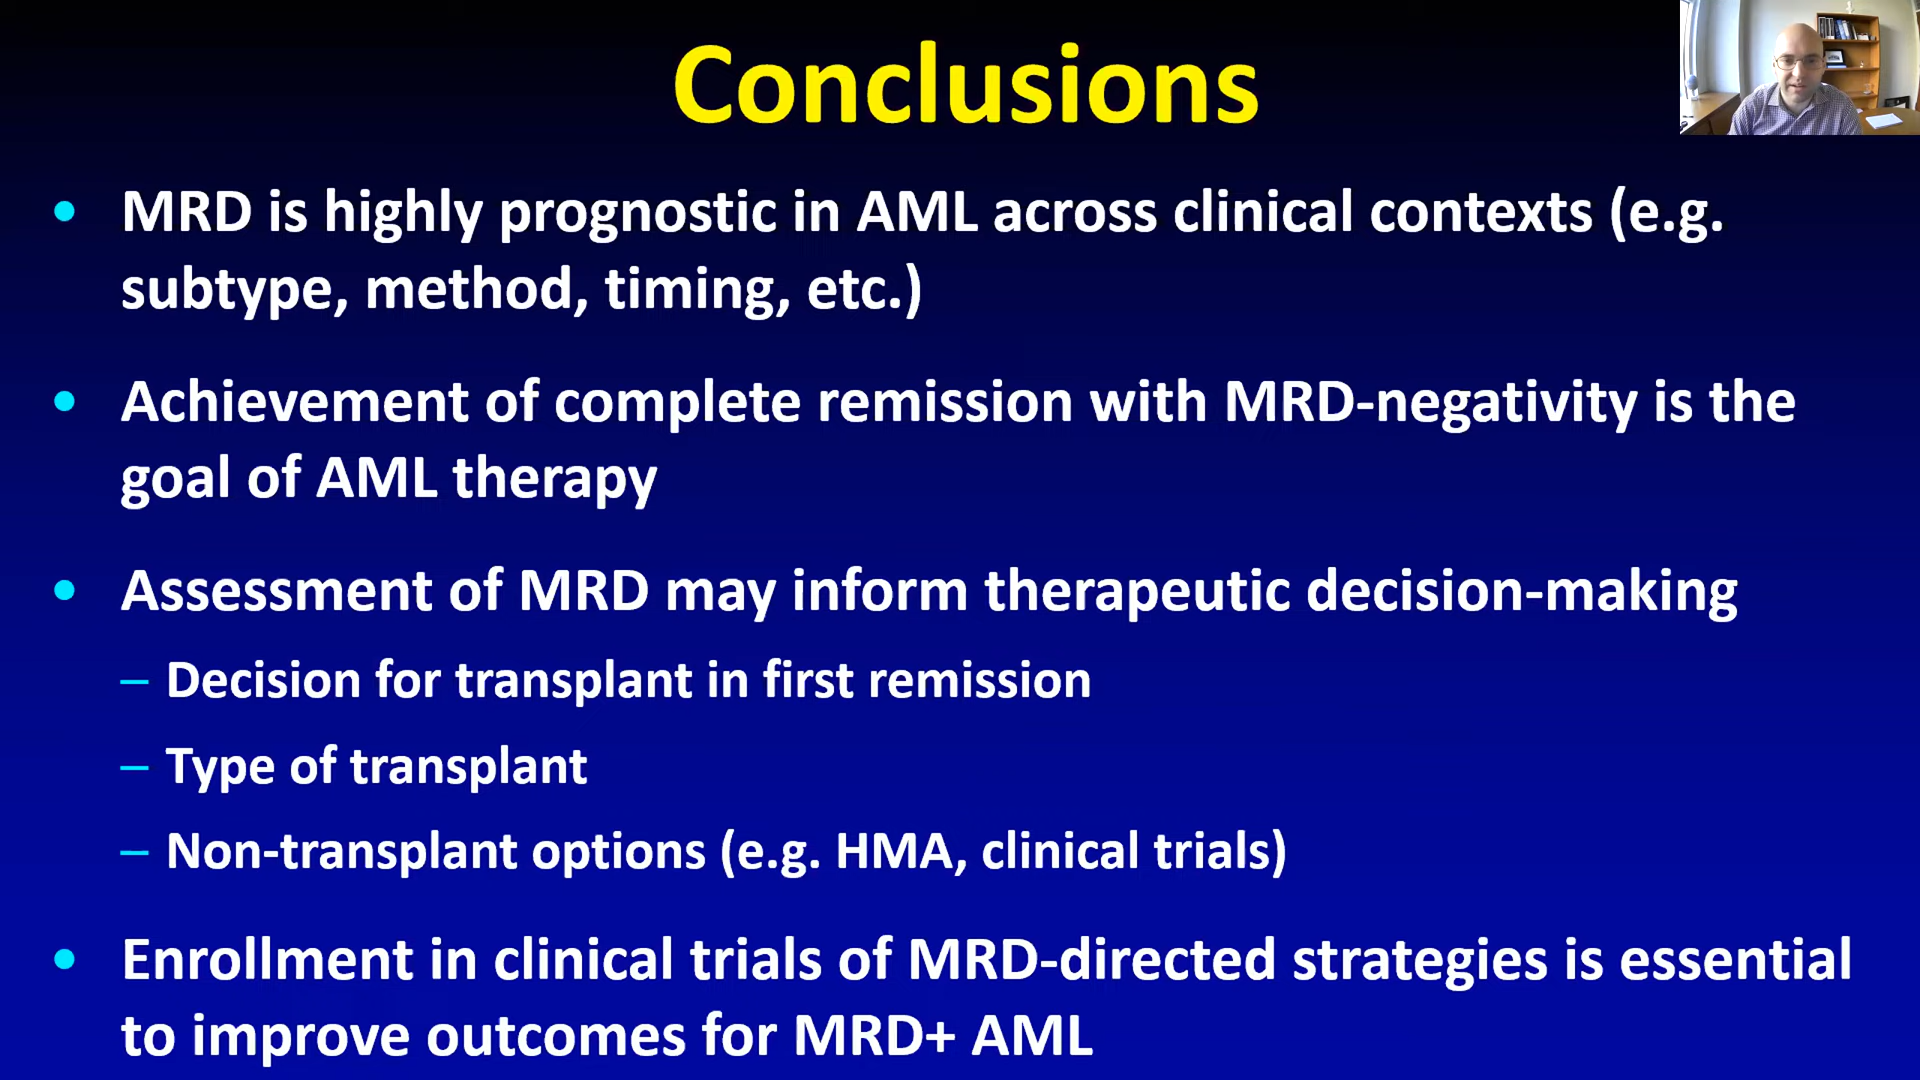 Conclusions
• MRD is highly prognostic in AML across clinical contexts (e.g.
subtype, method, timing, etc.)
• Achievement of complete remission with MRD-negativity is the
goal of AML therapy
• Assessment of MRD may inform therapeutic decision-making
– Decision for transplant in first remission
– Type of transplant
– Non-transplant options (e.g. HMA, clinical trials)
• Enrollment in clinical trials of MRD-directed strategies is essential
to improve outcomes for MRD+ AML